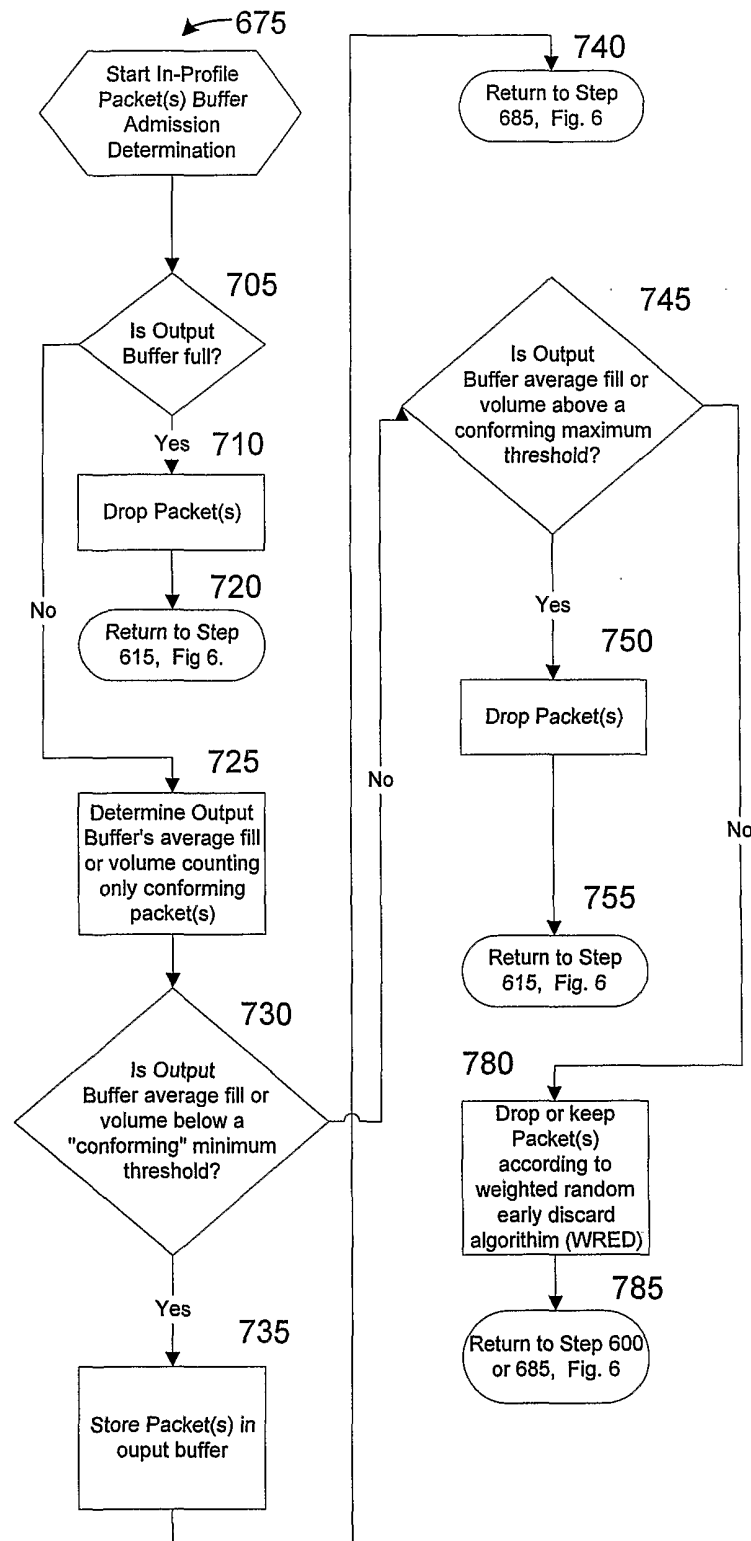 675
Start In-Profile
Packet(s) Buffer
Admission
Determination
705
Is Output
Buffer full?
Yes
710
Drop Packet(s)
720
Return to Step
615, Fig 6.
No
725
Determine Output
Buffer's average fill
or volume counting
only conforming
packet(s)
730
Is Output
Buffer average fill or
volume below a
"conforming" minimum
threshold?
Yes
735
Store Packet(s) in
ouput buffer
No
740
Return to Step
685, Fig. 6
745
Is Output
Buffer average fill or
volume above a
conforming maximum
threshold?
Yes
750
Drop Packet(s)
755
Return to Step
615, Fig. 6
No
780
Drop or keep
Packet(s)
according to
weighted random
early discard
algorithim (WRED)
785
Return to Step 600
or 685, Fig. 6